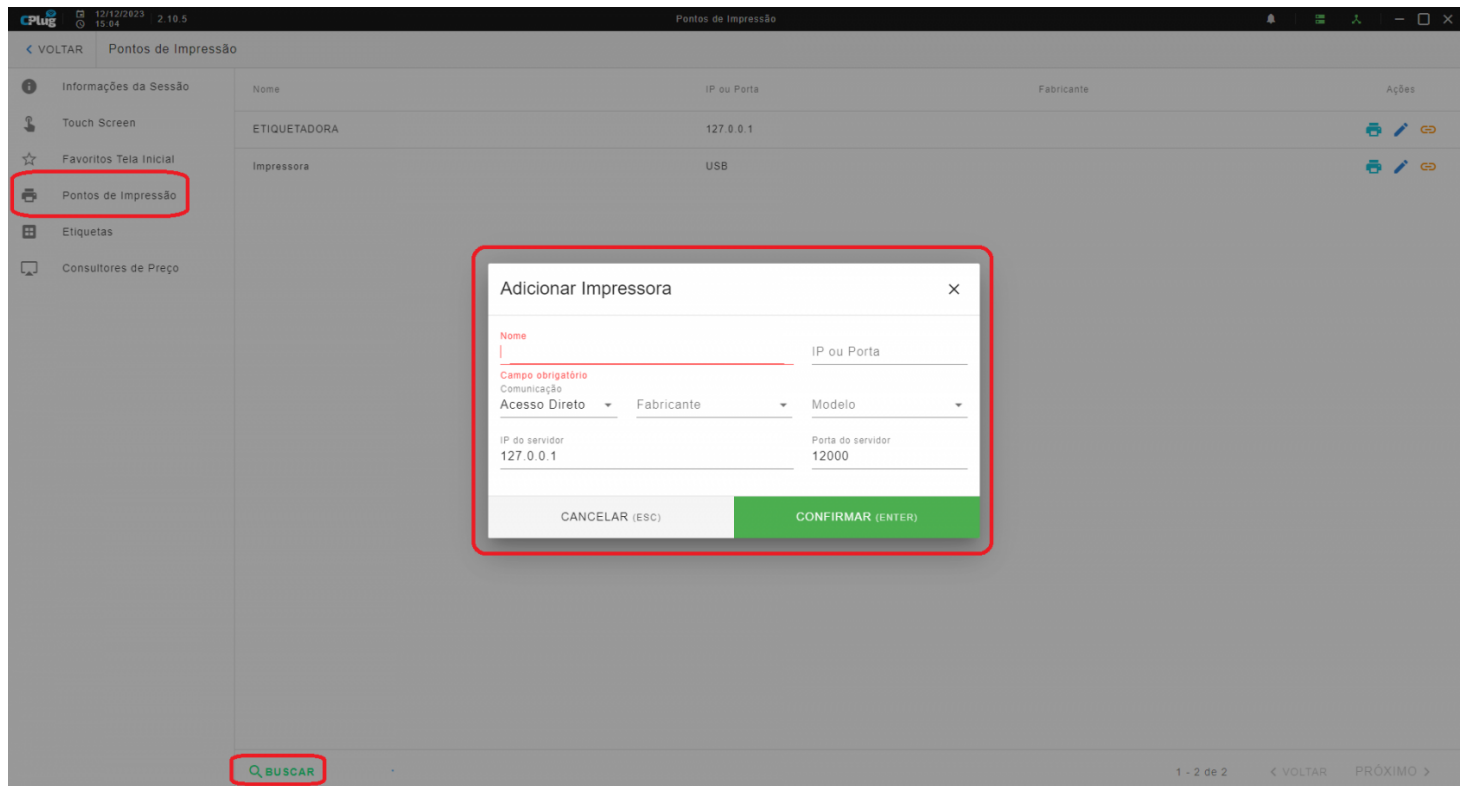 CPlug 12/12/2023 15:04 2.10.5 Pontos de Impressão
VOLTAR Pontos de Impressão
Informações da Sessão
Touch Screen
Favoritos Tela Inicial
Pontos de Impressão
Etiquetas
Consultores de Preço
Nome IP ou Porta Fabricante Ações
ETIQUETADORA 127.0.0.1
Impressora USB
Adicionar Impressora
Nome
IP ou Porta
Campo obrigatório
Comunicação
Acesso Direto Fabricante Modelo
IP do servidor Porta do servidor
127.0.0.1 12000
CANCELAR (ESC) CONFIRMAR (ENTER)
BUSCAR 1 - 2 de 2 VOLTAR PRÓXIMO